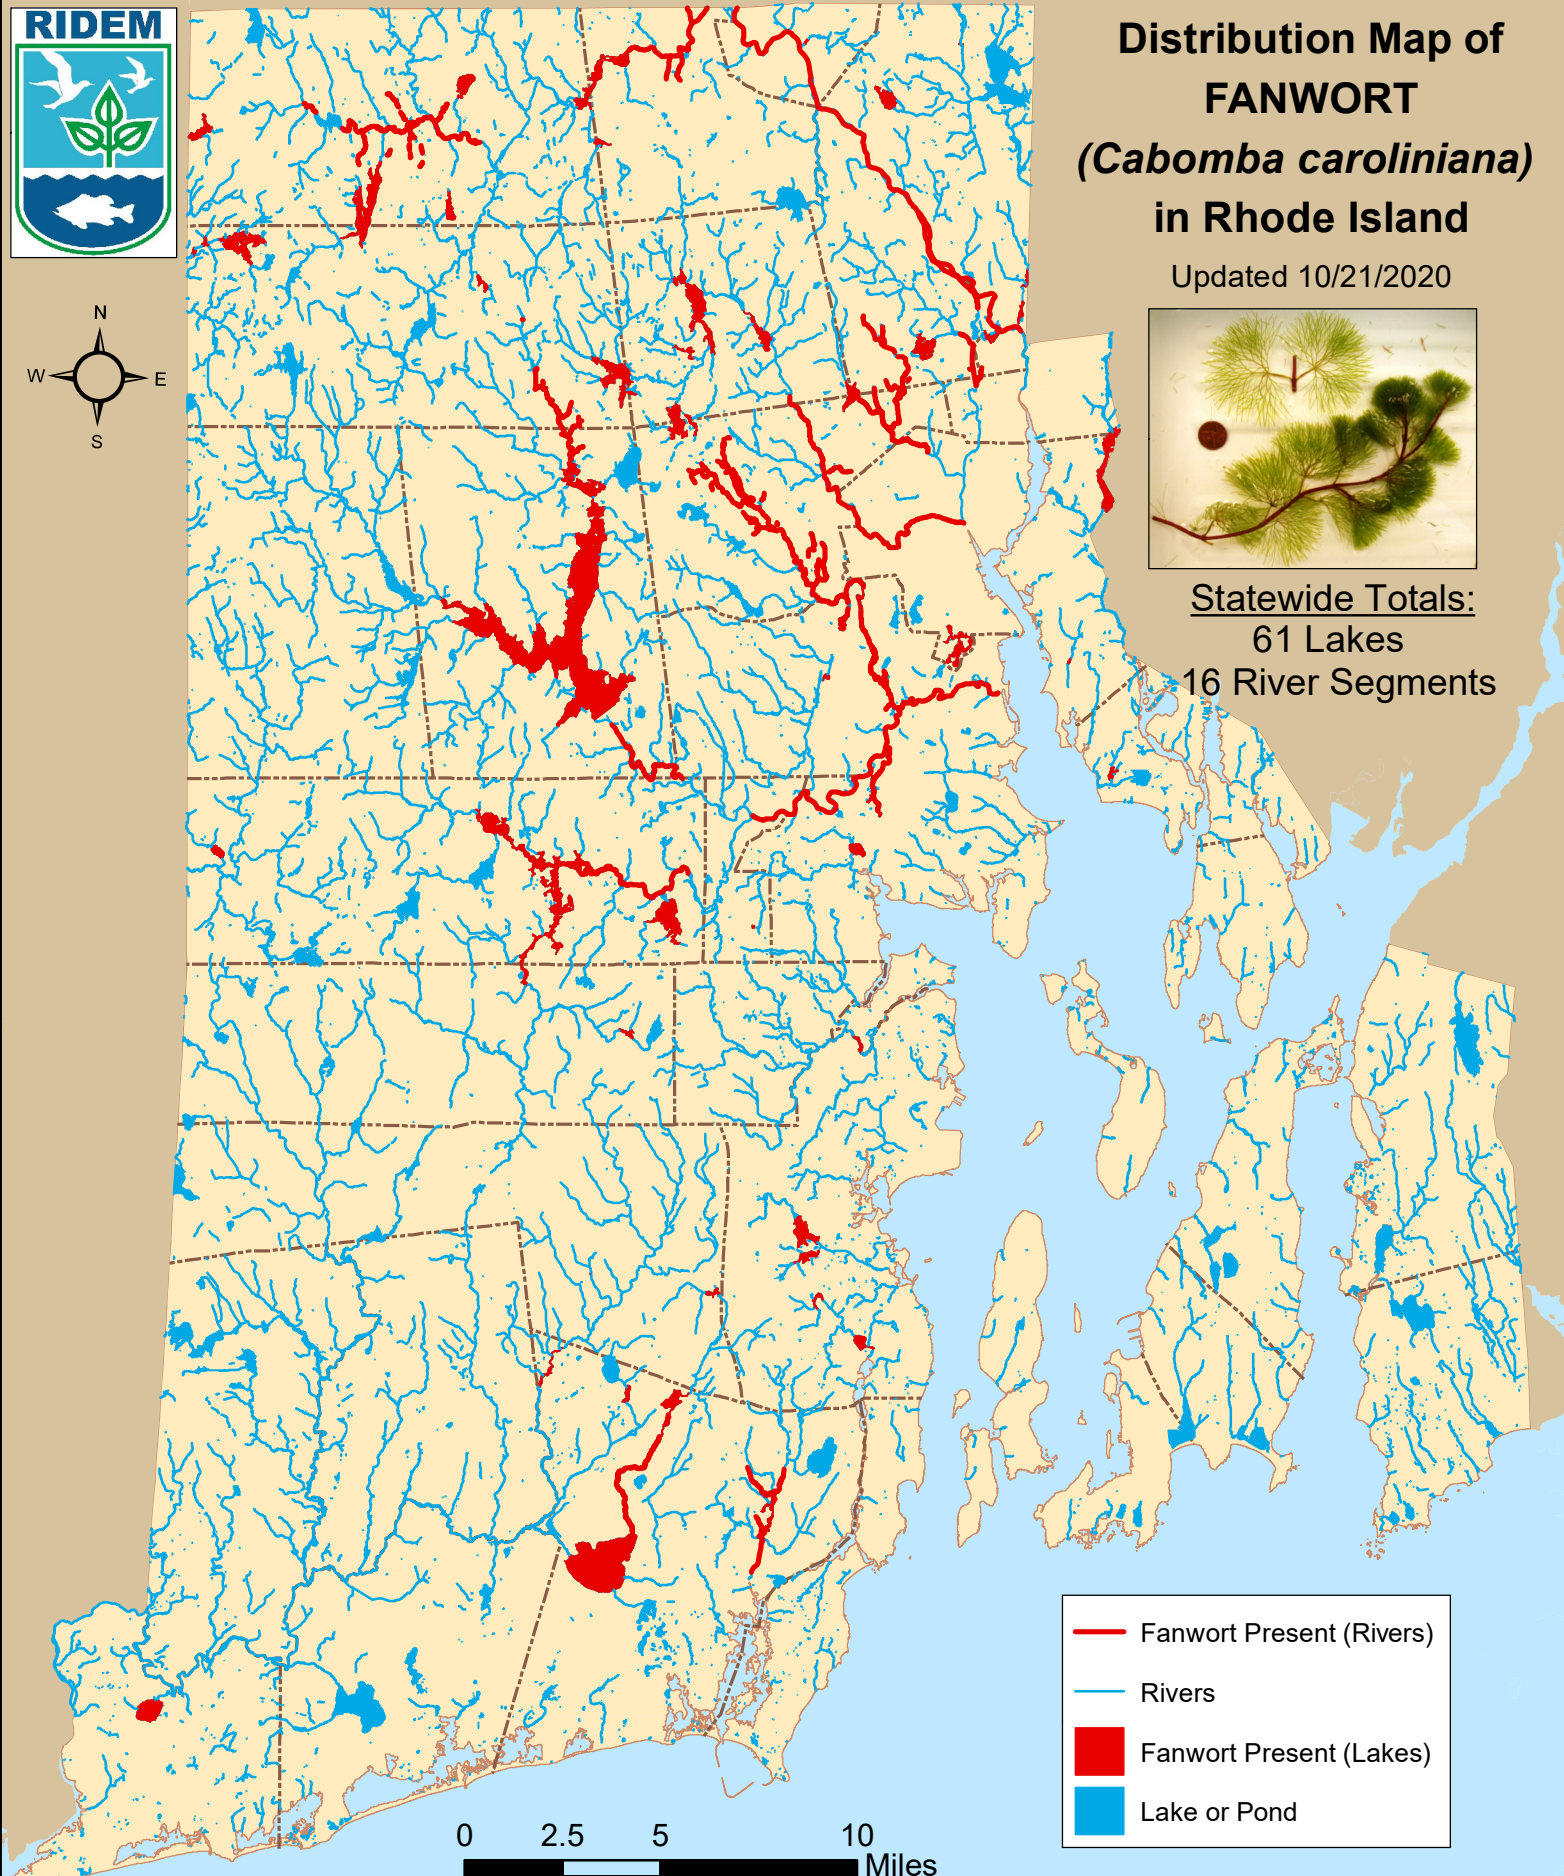 RIDEM
Distribution Map of
FANWORT
(Cabomba caroliniana)
in Rhode Island
Updated 10/21/2020
N
W
E
S
Statewide Totals:
61 Lakes
16 River Segments
Fanwort Present (Rivers)
Rivers
Fanwort Present (Lakes)
Lake or Pond
0 2.5 5 10
Miles